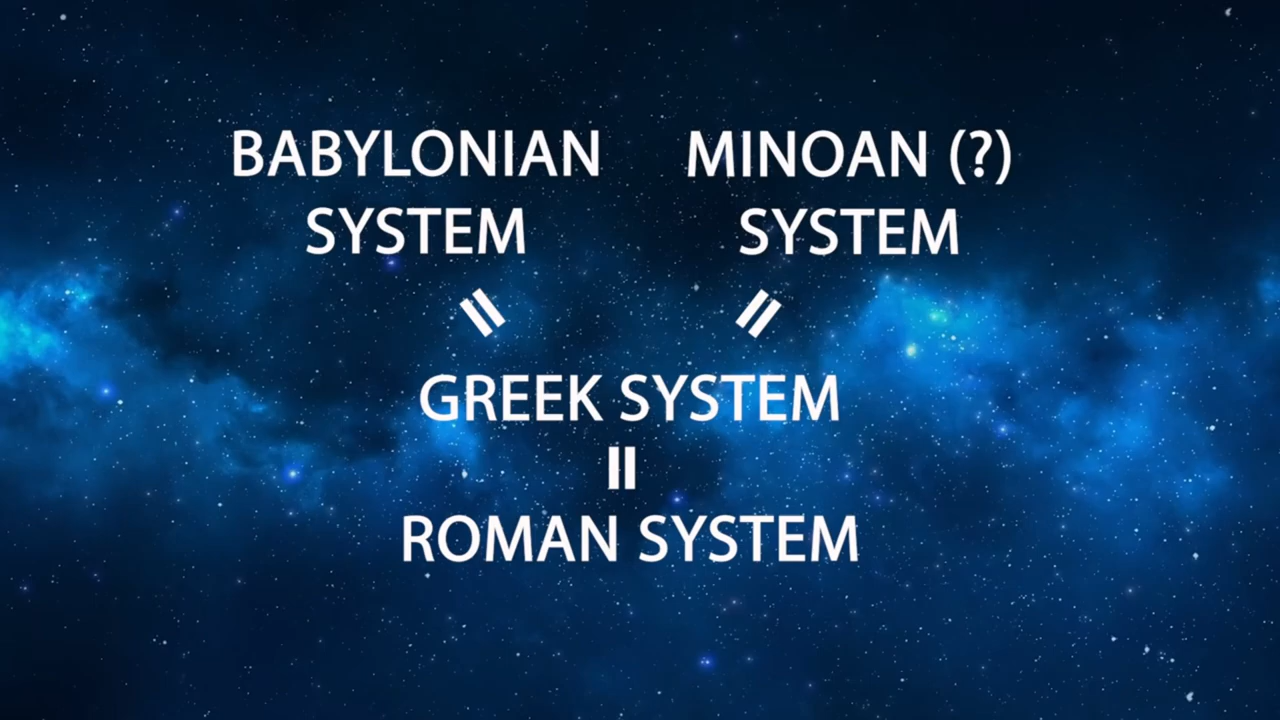 BABYLONIAN
SYSTEM
MINOAN (?)
SYSTEM
GREEK SYSTEM
ROMAN SYSTEM